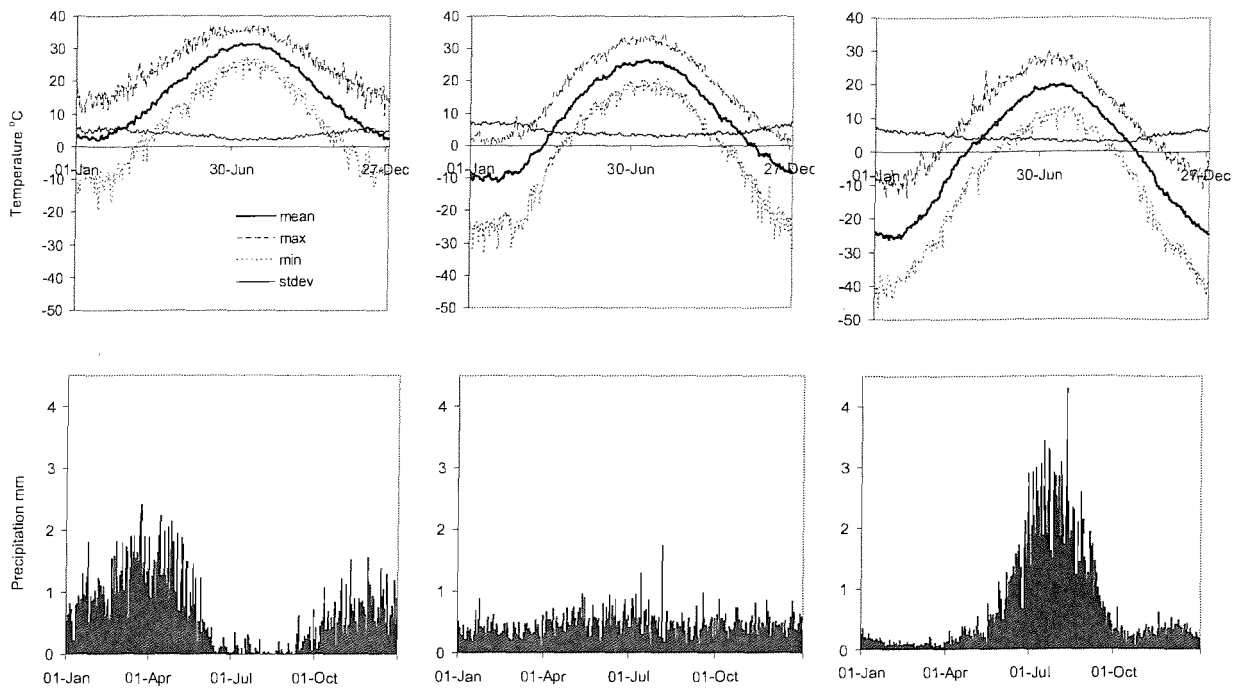 40
30
20
10
0
-10
-20
-30
-40
-50
Temperature °C
01-Jan
30-Jun
27-Dec
mean
max
min
stdev
40
30
20
10
0
-10
-20
-30
-40
-50
01-Jan
30-Jun
27-Dec
40
30
20
10
0
-10
-20
-30
-40
-50
01-Jan
30-Jun
27-Dec
4
3
2
1
0
Precipitation mm
01-Jan
01-Apr
01-Jul
01-Oct
4
3
2
1
0
01-Jan
01-Apr
01-Jul
01-Oct
4
3
2
1
0
01-Jan
01-Apr
01-Jul
01-Oct